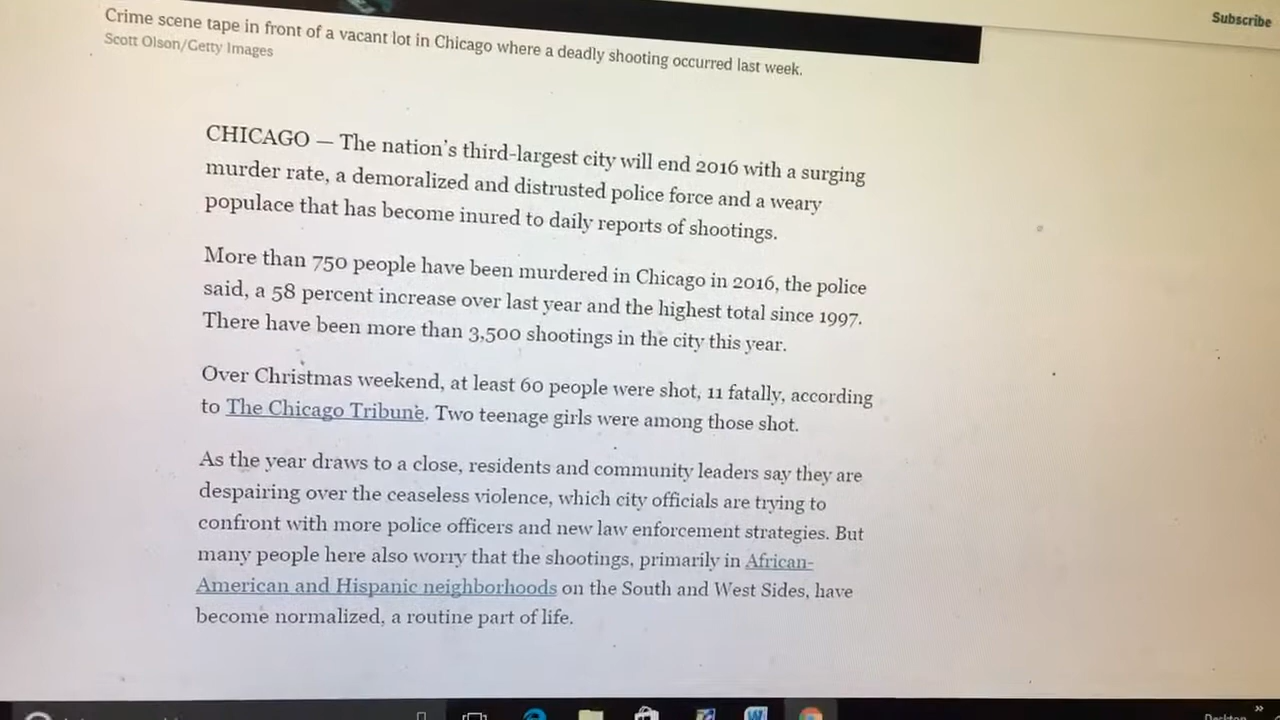 Subscribe
Crime scene tape in front of a vacant lot in Chicago where a deadly shooting occurred last week.
Scott Olson/Getty Images
CHICAGO — The nation's third-largest city will end 2016 with a surging
murder rate, a demoralized and distrusted police force and a weary
populace that has become inured to daily reports of shootings.
More than 750 people have been murdered in Chicago in 2016, the police
said, a 58 percent increase over last year and the highest total since 1997.
There have been more than 3,500 shootings in the city this year.
Over Christmas weekend, at least 60 people were shot, 11 fatally, according
to The Chicago Tribune. Two teenage girls were among those shot.
As the year draws to a close, residents and community leaders say they are
despairing over the ceaseless violence, which city officials are trying to
confront with more police officers and new law enforcement strategies. But
many people here also worry that the shootings, primarily in African-
American and Hispanic neighborhoods on the South and West Sides, have
become normalized, a routine part of life.
Desktop